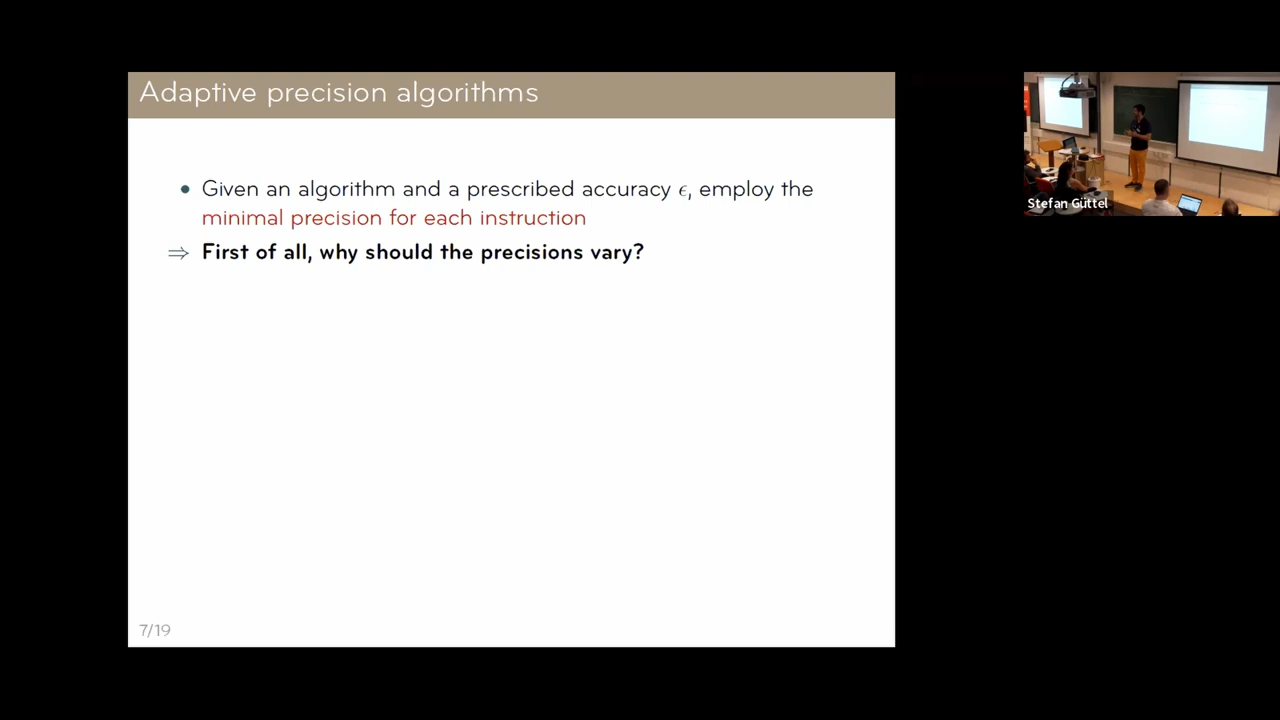 Adaptive precision algorithms
• Given an algorithm and a prescribed accuracy ϵ, employ the
minimal precision for each instruction
⇒ First of all, why should the precisions vary?
7/19
Stefan Güttel